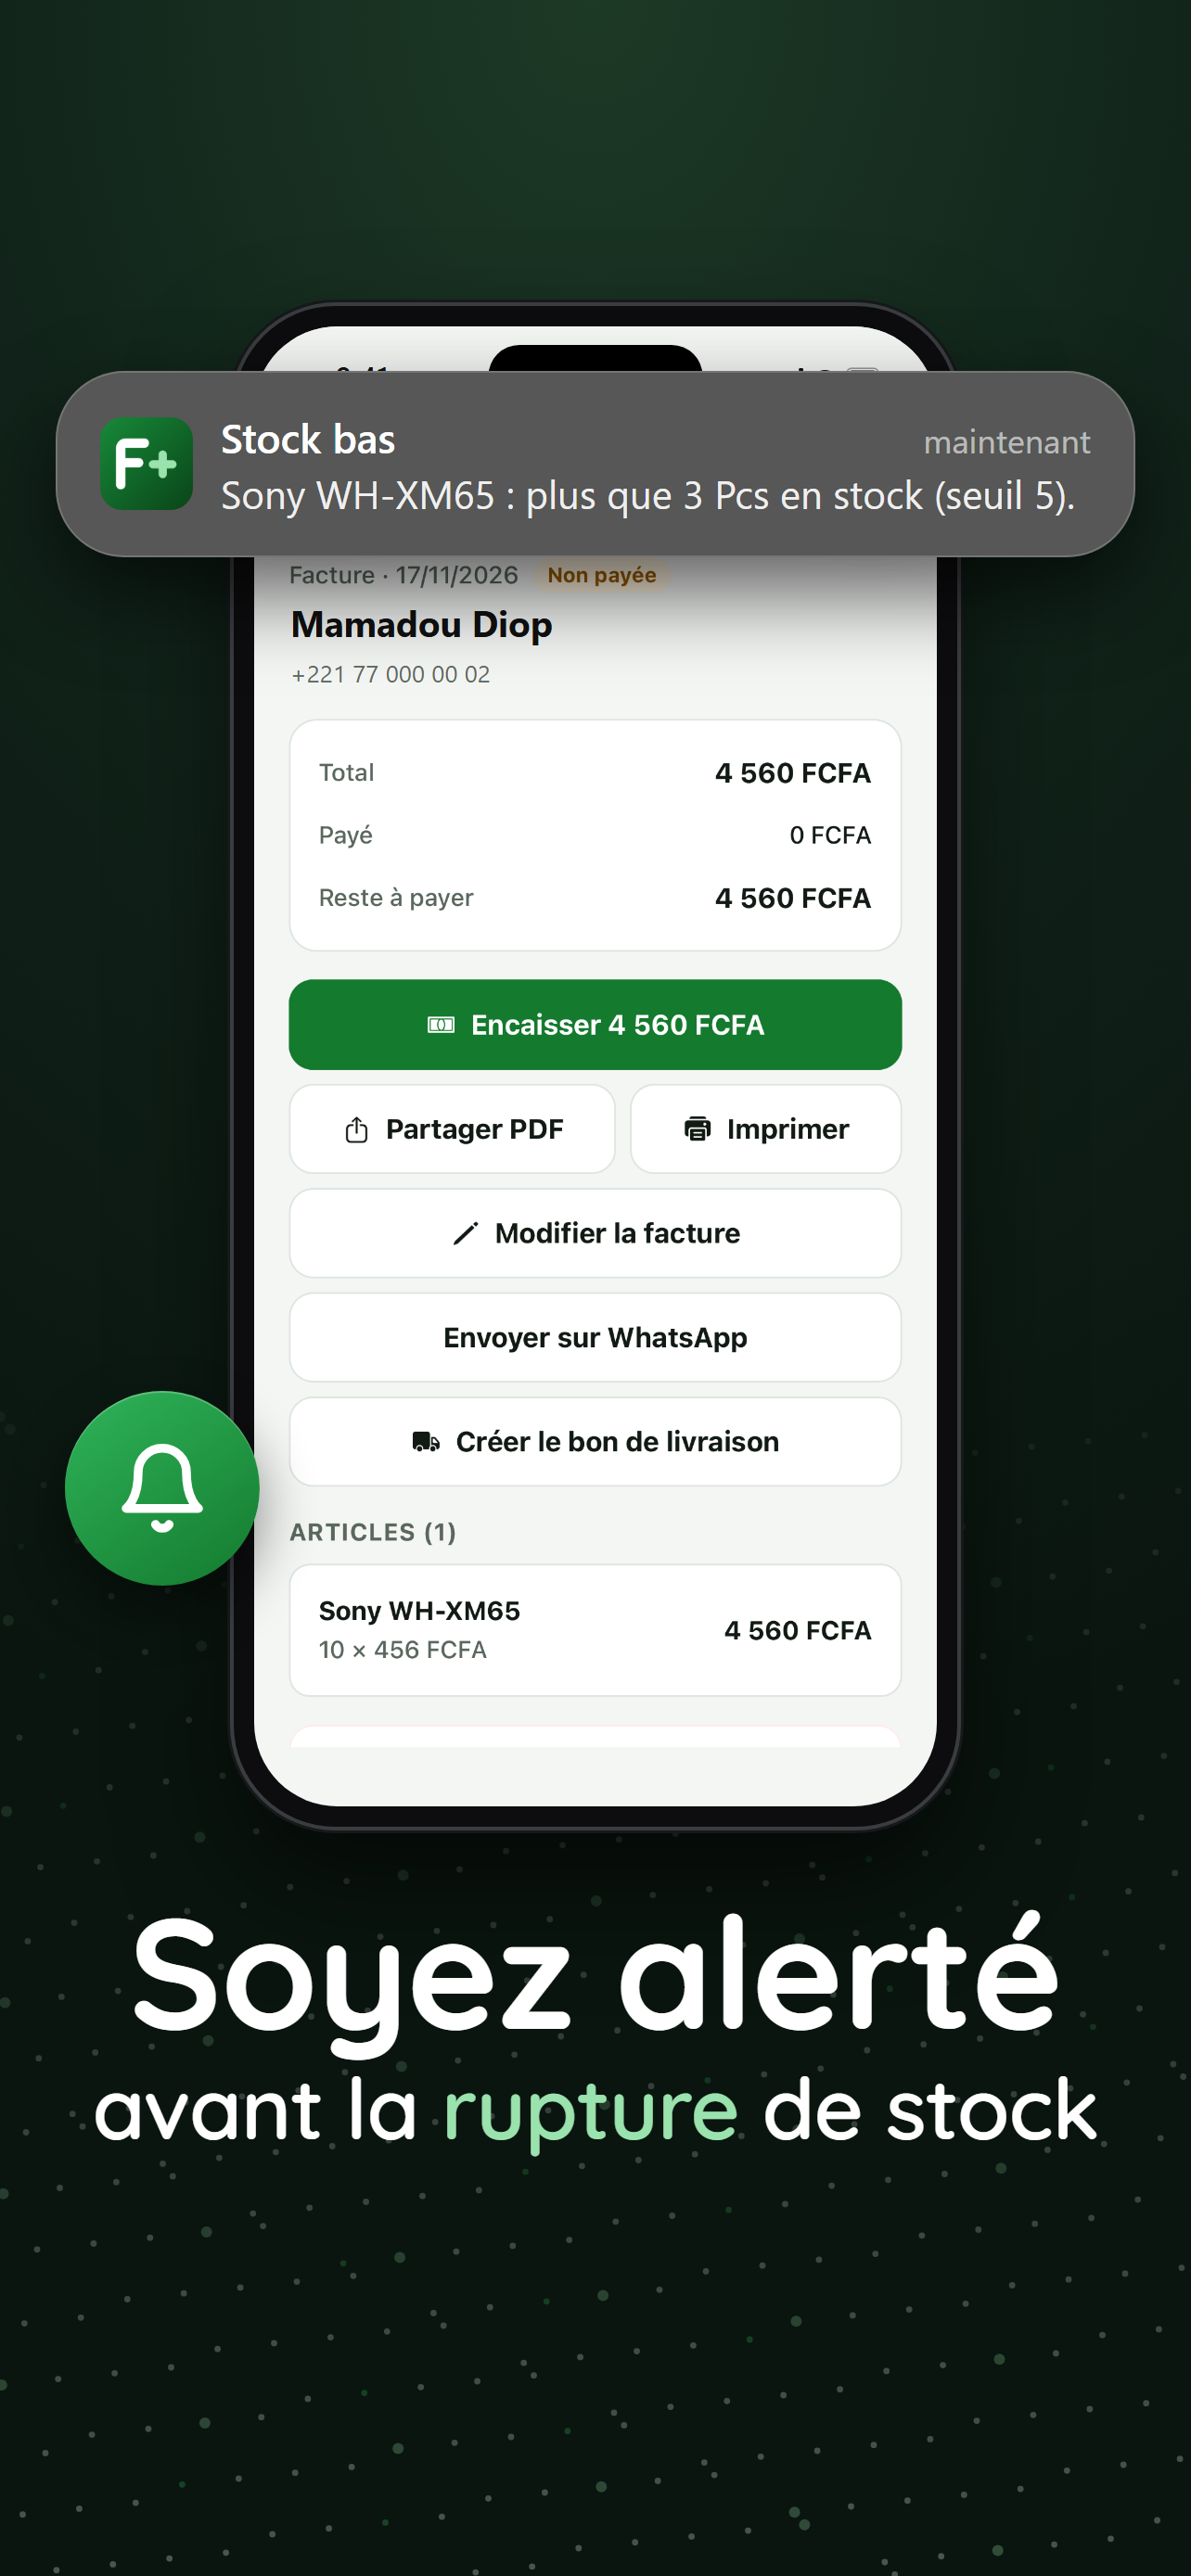 Stock bas
maintenant
Sony WH-XM65 : plus que 3 Pcs en stock (seuil 5).
Facture · 17/11/2026 Non payée
Mamadou Diop
+221 77 000 00 02
Total 4 560 FCFA
Payé 0 FCFA
Reste à payer 4 560 FCFA
Encaisser 4 560 FCFA
Partager PDF
Imprimer
Modifier la facture
Envoyer sur WhatsApp
Créer le bon de livraison
ARTICLES (1)
Sony WH-XM65
10 × 456 FCFA
4 560 FCFA
Soyez alerté
avant la rupture de stock